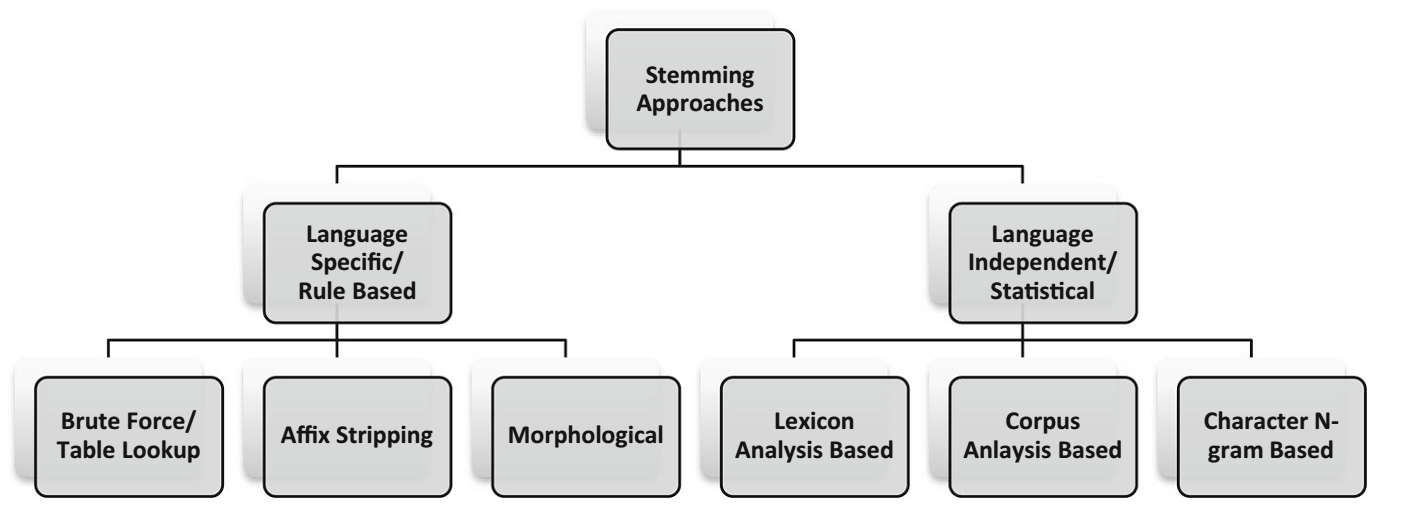 Stemming
Approaches
Language
Specific/
Rule Based
Language
Independent/
Statistical
Brute Force/
Table Lookup
Affix Stripping
Morphological
Lexicon
Analysis Based
Corpus
Anlaysis Based
Character N-
gram Based